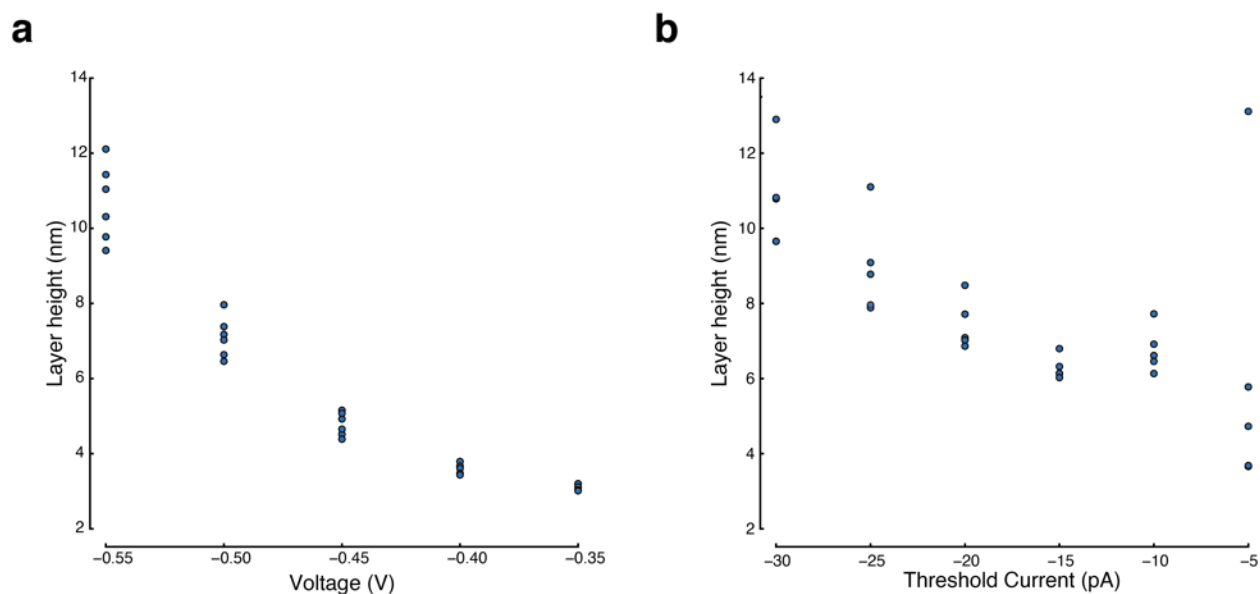 a
14
12
10
8
6
4
2
Layer height (nm)
−0.55 −0.50 −0.45 −0.40 −0.35
Voltage (V)
b
14
12
10
8
6
4
2
Layer height (nm)
−30 −25 −20 −15 −10 −5
Threshold Current (pA)